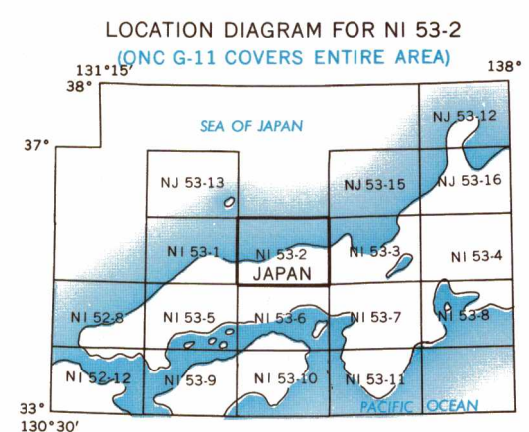 LOCATION DIAGRAM FOR NI 53-2
(ONC G-11 COVERS ENTIRE AREA)
131°15' 138°
38°
NJ 53-12
SEA OF JAPAN
37°
NJ 53-13 NJ 53-15 NJ 53-16
NI 53-1 NI 53-2 NI 53-3 NI 53-4
JAPAN
NI 52-8 NI 53-5 NI 53-6 NI 53-7 NI 53-8
NI 52-12 NI 53-9 NI 53-10 NI 53-11
33° PACIFIC OCEAN
130°30'